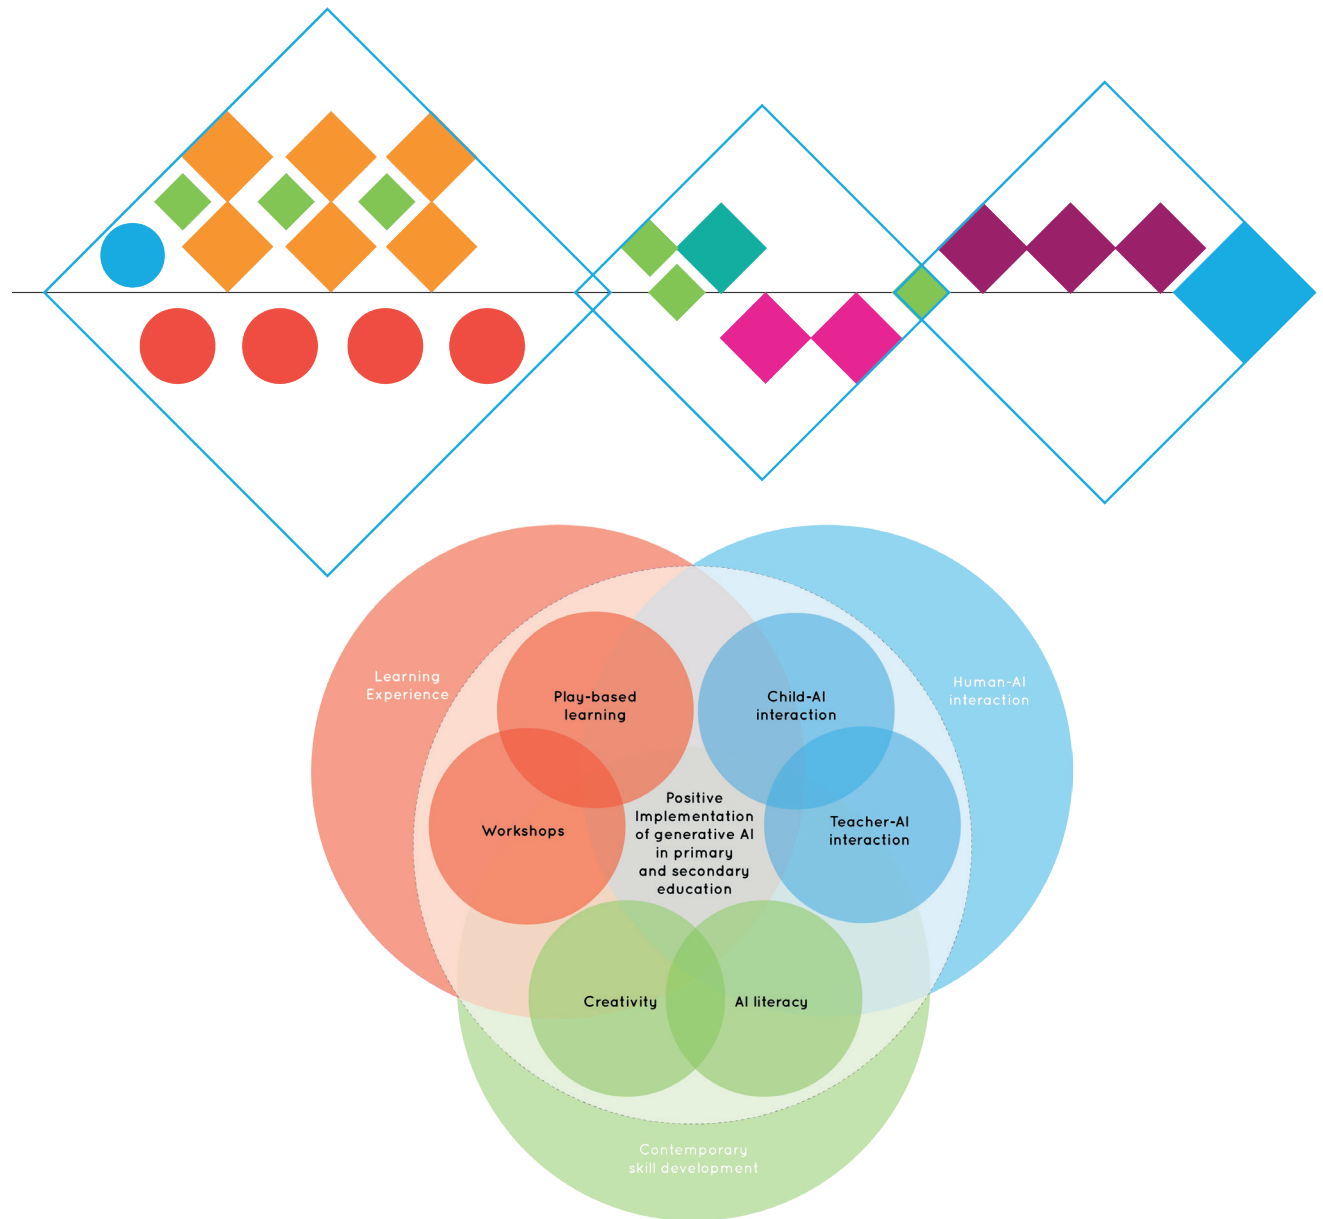 Learning
Experience
Human-AI
interaction
Play-based
learning
Child-AI
interaction
Workshops
Positive
Implementation
of generative AI
in primary
and secondary
education
Teacher-AI
interaction
Creativity
AI literacy
Contemporary
skill development